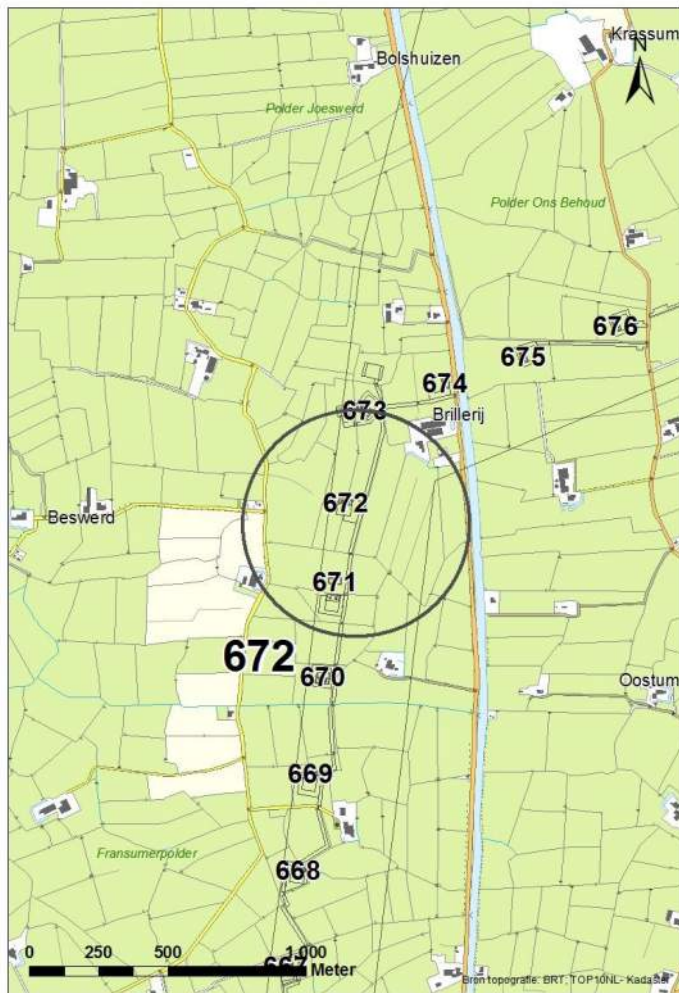 Krassum
N
Bolshuizen
Polder Joeswerd
Polder Ons Behoud
676
675
674
673
Brillerij
672
Beswerd
671
672
670
Oostum
669
Fransumerpolder
668
667
0 250 500 1.000
Meter
Bron topografie: BRT, TOP10NL- Kadaster